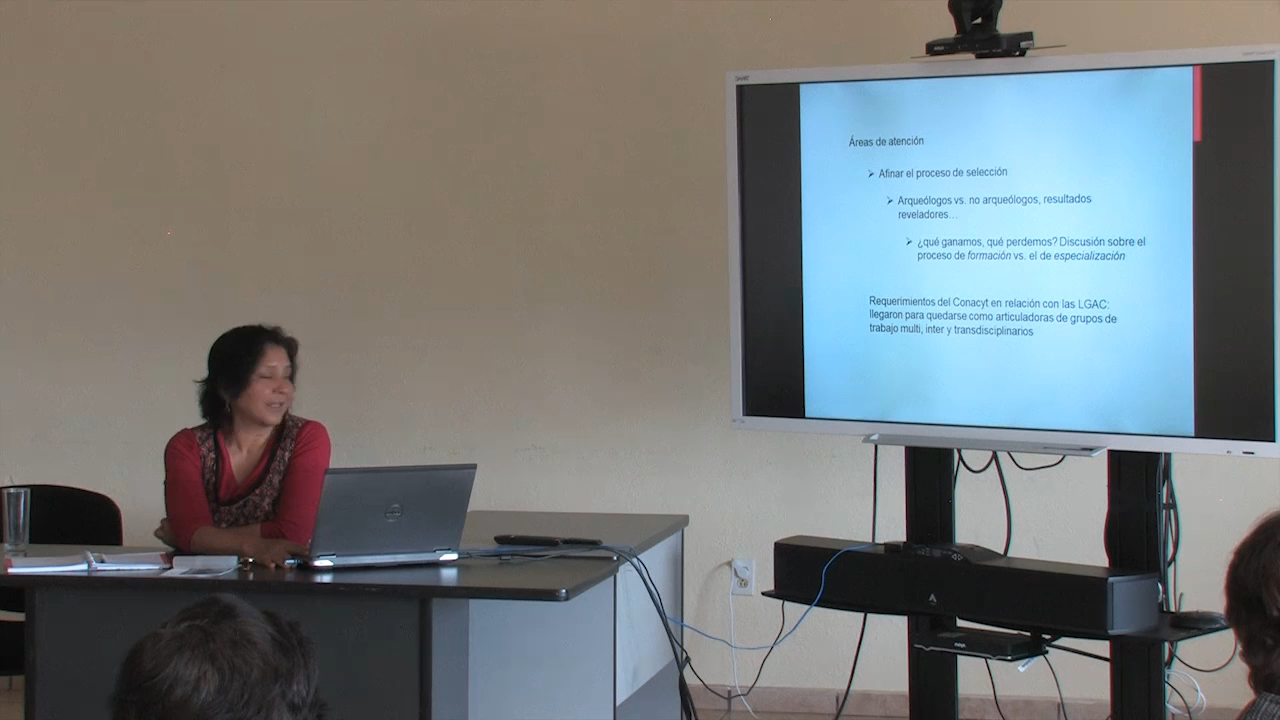 Áreas de atención
➢ Afinar el proceso de selección
➢ Arqueólogos vs. no arqueólogos, resultados
reveladores…
➢ ¿qué ganamos, qué perdemos? Discusión sobre el
proceso de formación vs. el de especialización
Requerimientos del Conacyt en relación con las LGAC:
llegaron para quedarse como articuladoras de grupos de
trabajo multi, inter y transdisciplinarios